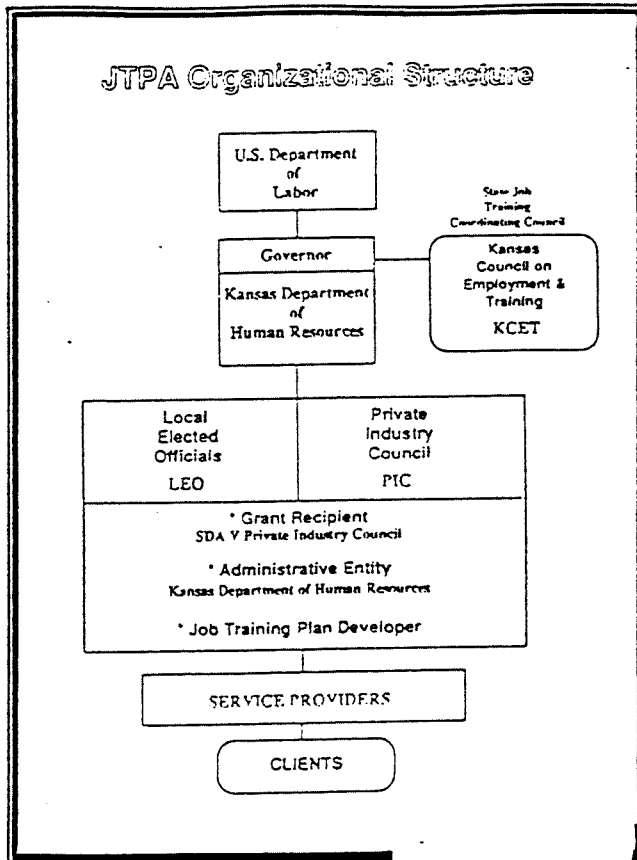 JTPA Organizational Structure
U.S. Department
of
Labor
State Job
Training
Coordinating Council
Governor
Kansas Department
of
Human Resources
Kansas
Council on
Employment &
Training
KCET
Local
Elected
Officials
LEO
Private
Industry
Council
PIC
* Grant Recipient
SDA V Private Industry Council
* Administrative Entity
Kansas Department of Human Resources
* Job Training Plan Developer
SERVICE PROVIDERS
CLIENTS